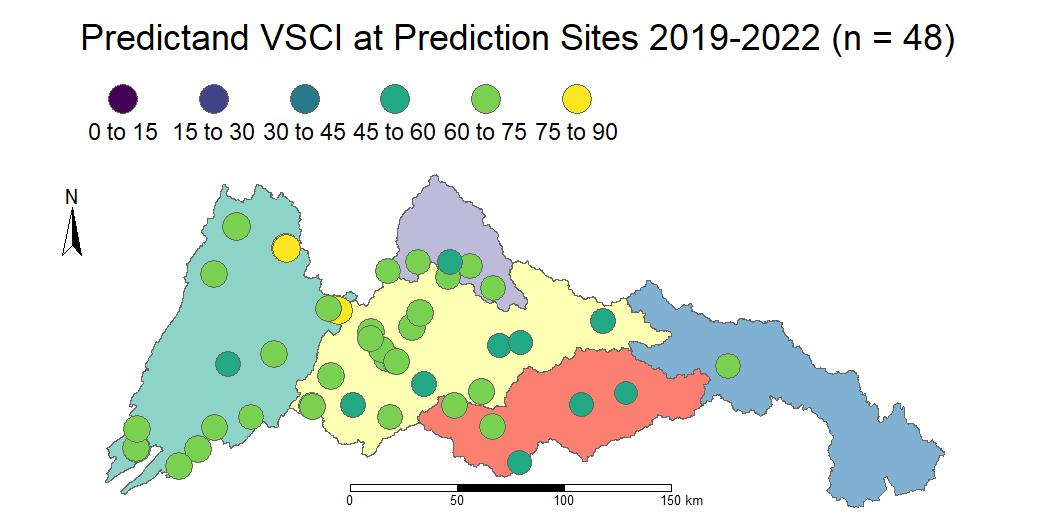 Predictand VSCI at Prediction Sites 2019-2022 (n = 48)
0 to 15 15 to 30 30 to 45 45 to 60 60 to 75 75 to 90
N
0 50 100 150 km